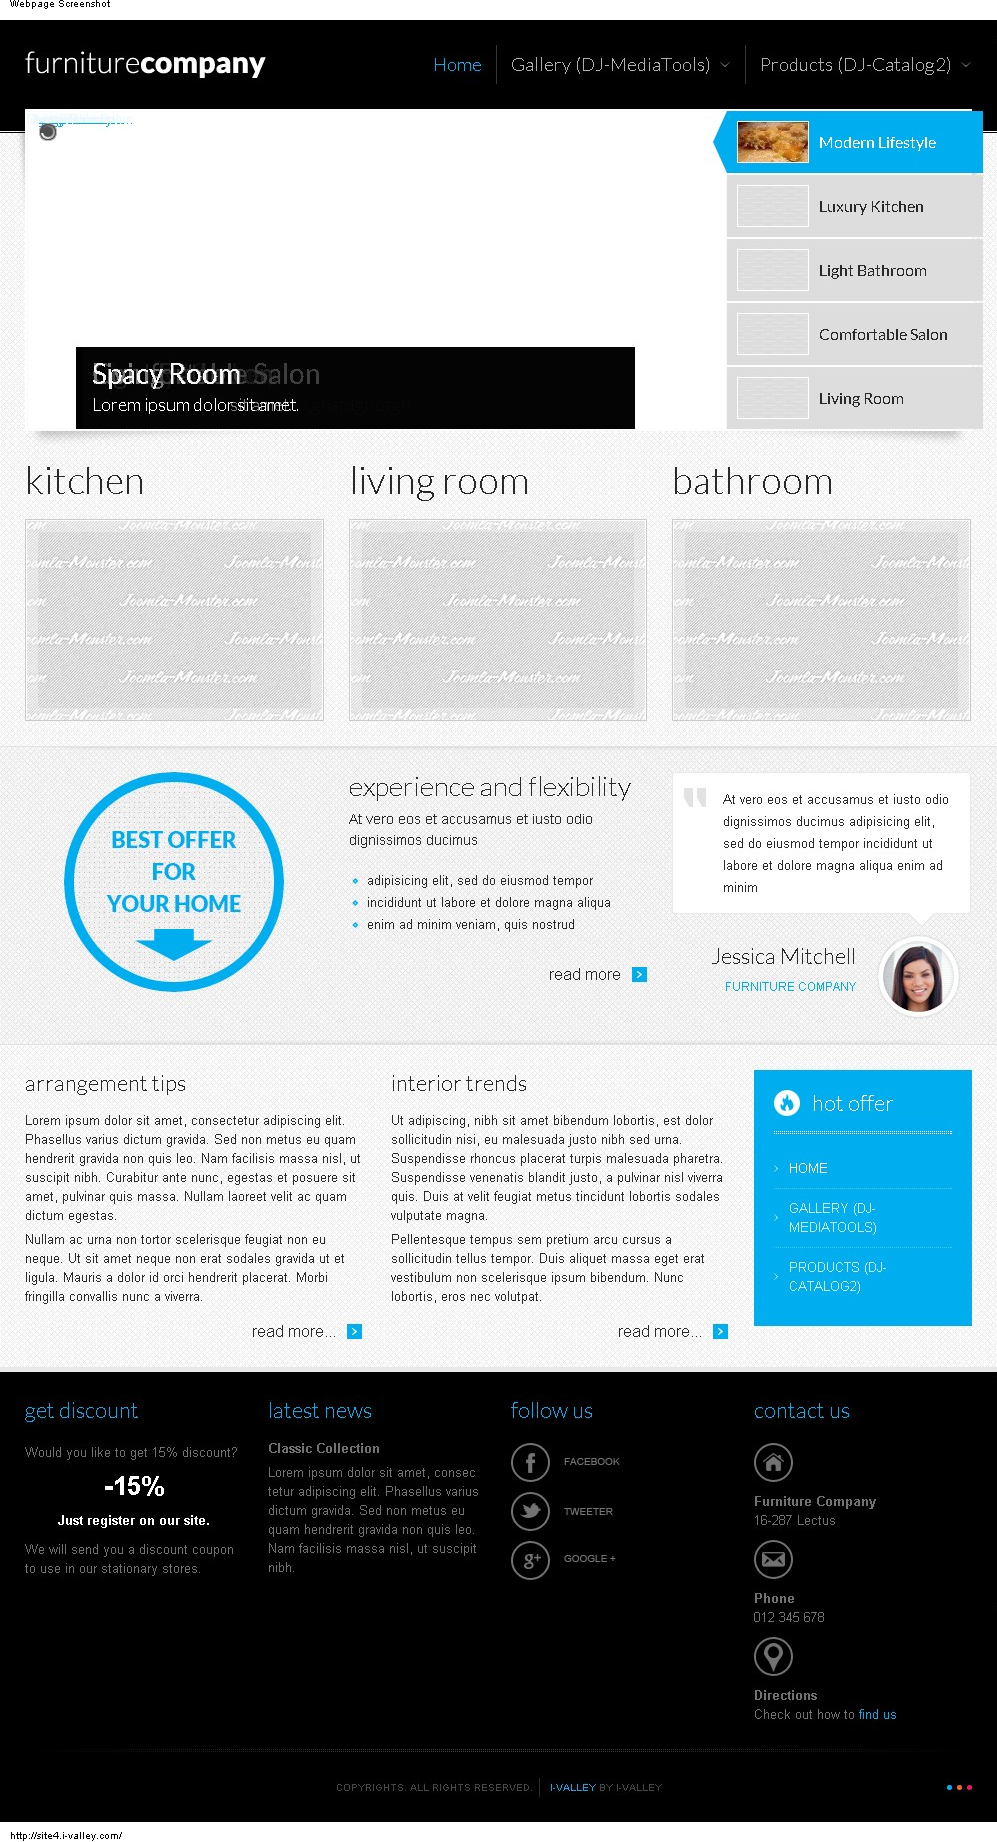 Webpage Screenshot
furniturecompany
Home
Gallery (DJ-MediaTools)
Products (DJ-Catalog2)
Modern Lifestyle
Luxury Kitchen
Light Bathroom
Comfortable Salon
Living Room
Spacy Room
Salon
Lorem ipsum dolor sit amet.
kitchen
living room
bathroom
Joomla-Monster.com
Joomla-Monster.com
Joomla-Monster.com
BEST OFFER
FOR
YOUR HOME
experience and flexibility
At vero eos et accusamus et iusto odio
dignissimos ducimus
adipisicing elit, sed do eiusmod tempor
incididunt ut labore et dolore magna aliqua
enim ad minim veniam, quis nostrud
read more
At vero eos et accusamus et iusto odio
dignissimos ducimus adipisicing elit,
sed do eiusmod tempor incididunt ut
labore et dolore magna aliqua enim ad
minim
Jessica Mitchell
FURNITURE COMPANY
arrangement tips
Lorem ipsum dolor sit amet, consectetur adipiscing elit.
Phasellus varius dictum gravida. Sed non metus eu quam
hendrerit gravida non quis leo. Nam facilisis massa nisl, ut
suscipit nibh. Curabitur ante nunc, egestas et posuere sit
amet, pulvinar quis massa. Nullam laoreet velit ac quam
dictum egestas.
Nullam ac urna non tortor scelerisque feugiat non eu
neque. Ut sit amet neque non erat sodales gravida ut et
ligula. Mauris a dolor id orci hendrerit placerat. Morbi
fringilla convallis nunc a viverra.
read more...
interior trends
Ut adipiscing, nibh sit amet bibendum lobortis, est dolor
sollicitudin nisi, eu malesuada justo nibh sed urna.
Suspendisse rhoncus placerat turpis malesuada pharetra.
Suspendisse venenatis blandit justo, a pulvinar nisl viverra
quis. Duis at velit feugiat metus tincidunt lobortis sodales
vulputate magna.
Pellentesque tempus sem pretium arcu cursus a
sollicitudin tellus tempor. Duis aliquet massa eget erat
vestibulum non scelerisque ipsum bibendum. Nunc
lobortis, eros nec volutpat.
read more...
hot offer
HOME
GALLERY (DJ-
MEDIATOOLS)
PRODUCTS (DJ-
CATALOG2)
get discount
Would you like to get 15% discount?
-15%
Just register on our site.
We will send you a discount coupon
to use in our stationary stores.
latest news
Classic Collection
Lorem ipsum dolor sit amet, consec
tetur adipiscing elit. Phasellus varius
dictum gravida. Sed non metus eu
quam hendrerit gravida non quis leo.
Nam facilisis massa nisl, ut suscipit
nibh.
follow us
FACEBOOK
TWEETER
GOOGLE +
contact us
Furniture Company
16-287 Lectus
Phone
012 345 678
Directions
Check out how to find us
COPYRIGHTS. ALL RIGHTS RESERVED.
I-VALLEY BY I-VALLEY
http://site4.i-valley.com/